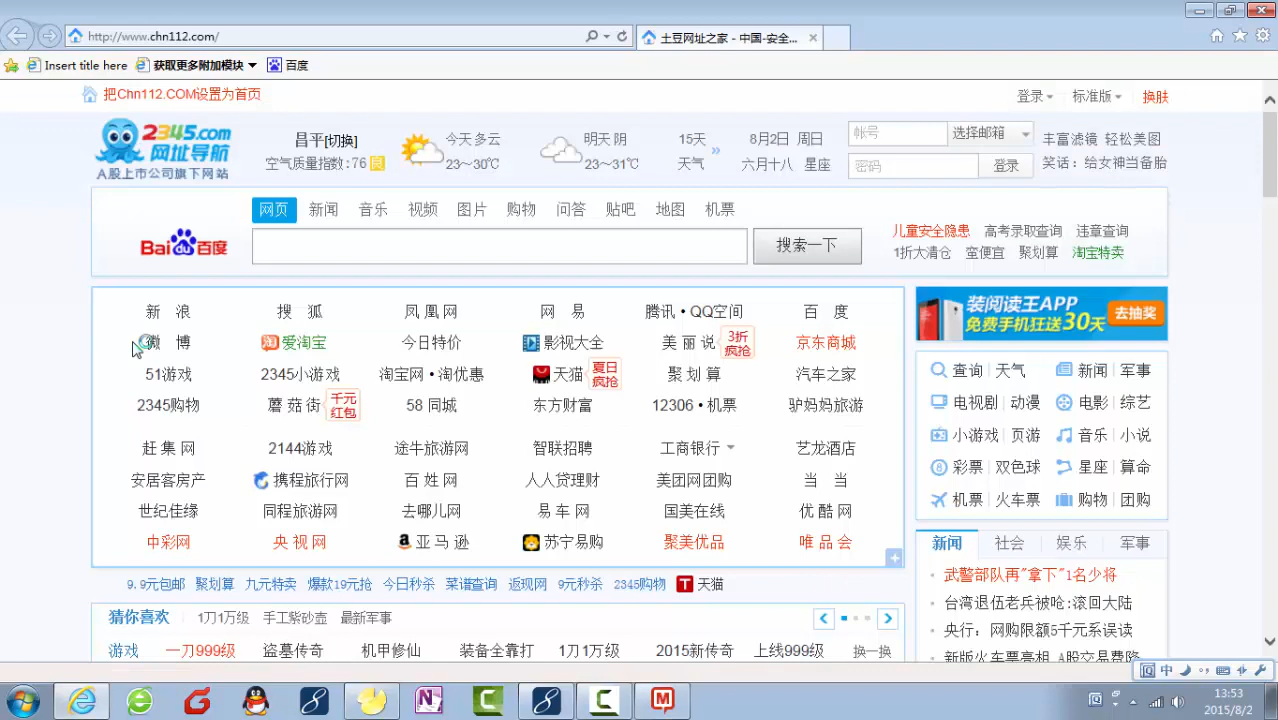 http://www.chn112.com/
土豆网址之家 - 中国-安全...
Insert title here 获取更多附加模块 百度
把Chn112.COM设置为首页
登录 标准版 换肤
2345.com
网址导航
A股上市公司旗下网站
昌平[切换]
空气质量指数:76 良
今天多云
23～30℃
明天 阴
23～31℃
15天 »
天气
8月2日 周日
六月十八 星座
帐号 选择邮箱
密码 登录
丰富滤镜 轻松美图
笑话：给女神当备胎
网页 新闻 音乐 视频 图片 购物 问答 贴吧 地图 机票
Bai du 百度
搜索一下
儿童安全隐患 高考录取查询 违章查询
1折大清仓 蛮便宜 聚划算 淘宝特卖
新 浪 搜 狐 凤 凰 网 网 易 腾讯 • QQ空间 百 度
微 博 淘 爱淘宝 今日特价 影视大全 美 丽 说 3折疯抢 京东商城
51游戏 2345小游戏 淘宝网 • 淘优惠 天猫 夏日疯抢 聚 划 算 汽车之家
2345购物 蘑 菇 街 千元红包 58 同城 东方财富 12306 • 机票 驴妈妈旅游
赶 集 网 2144游戏 途牛旅游网 智联招聘 工商银行 艺龙酒店
安居客房产 携程旅行网 百 姓 网 人人贷理财 美团网团购 当 当
世纪佳缘 同程旅游网 去哪儿网 易 车 网 国美在线 优 酷 网
中彩网 央 视 网 a 亚 马 逊 苏宁易购 聚美优品 唯 品 会
9.9元包邮 聚划算 九元特卖 爆款19元抢 今日秒杀 菜谱查询 返现网 9元秒杀 2345购物 T 天猫
猜你喜欢 1刀1万级 手工紫砂壶 最新军事
游戏 一刀999级 盗墓传奇 机甲修仙 装备全靠打 1刀1万级 2015新传奇 上线999级 换一换
装阅读王APP
免费手机狂送30天
去抽奖
查询 天气 新闻 军事
电视剧 动漫 电影 综艺
小游戏 页游 音乐 小说
彩票 双色球 星座 算命
机票 火车票 购物 团购
新闻 社会 娱乐 军事
武警部队再"拿下"1名少将
台湾退伍老兵被呛:滚回大陆
央行：网购限额5千元系误读
新版火车票亮相 A股交易费降
中
13:53
2015/8/2